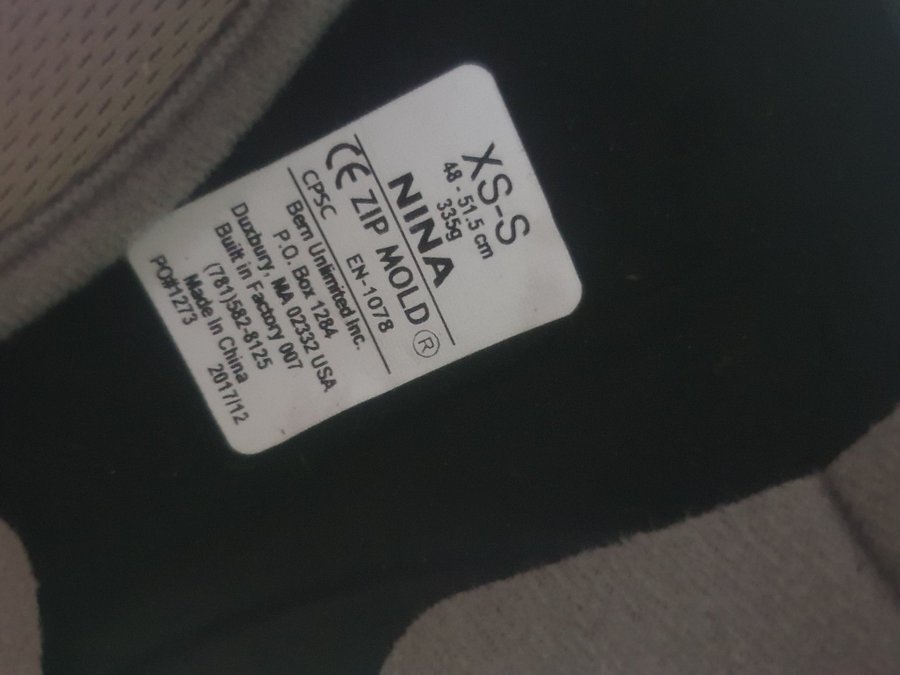 XS-S
48 - 51.5 cm
335g
NINA
CE ZIP MOLD ®
CPSC EN-1078
Bern Unlimited Inc.
P.O. Box 1284
Duxbury, MA 02332 USA
Built in Factory 007
(781)582-8125
Made In China
PO#1273 2017/12